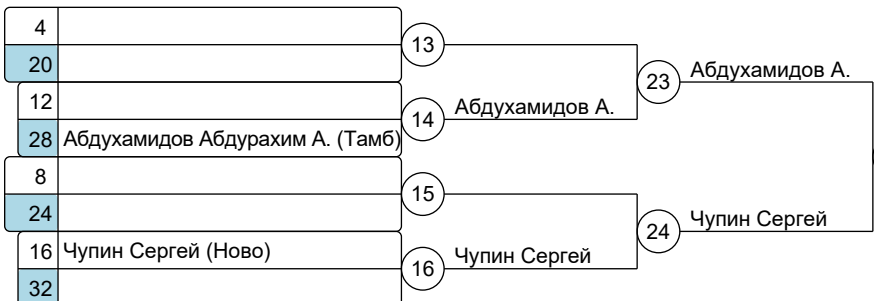 4
13
20
23 Абдухамидов А.
12
14 Абдухамидов А.
28 Абдухамидов Абдурахим А. (Тамб)
8
15
24
24 Чупин Сергей
16 Чупин Сергей (Ново)
16 Чупин Сергей
32